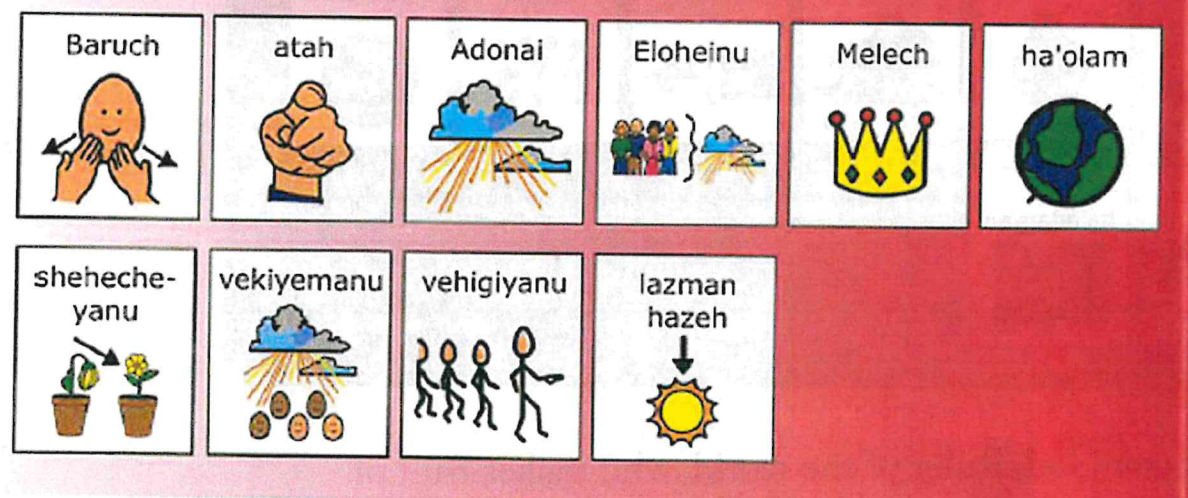 Baruch atah Adonai Eloheinu Melech ha'olam
sheheche-
yanu
vekiyemanu vehigiyanu lazman
hazeh